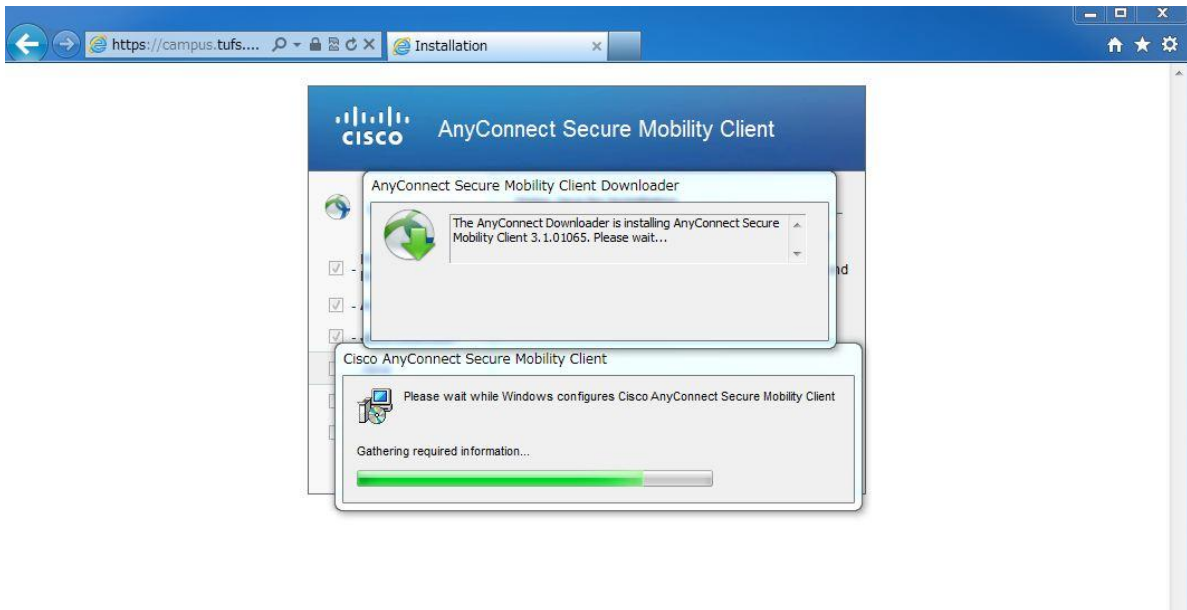 https://campus.tufs....
Installation
CISCO
AnyConnect Secure Mobility Client
AnyConnect Secure Mobility Client Downloader
The AnyConnect Downloader is installing AnyConnect Secure
Mobility Client 3.1.01065. Please wait...
Cisco AnyConnect Secure Mobility Client
Please wait while Windows configures Cisco AnyConnect Secure Mobility Client
Gathering required information...